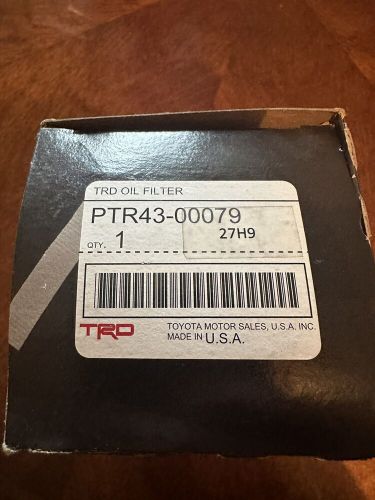 TRD OIL FILTER
PTR43-00079
27H9
QTY. 1
TRD
TOYOTA MOTOR SALES, U.S.A. INC.
MADE IN U.S.A.